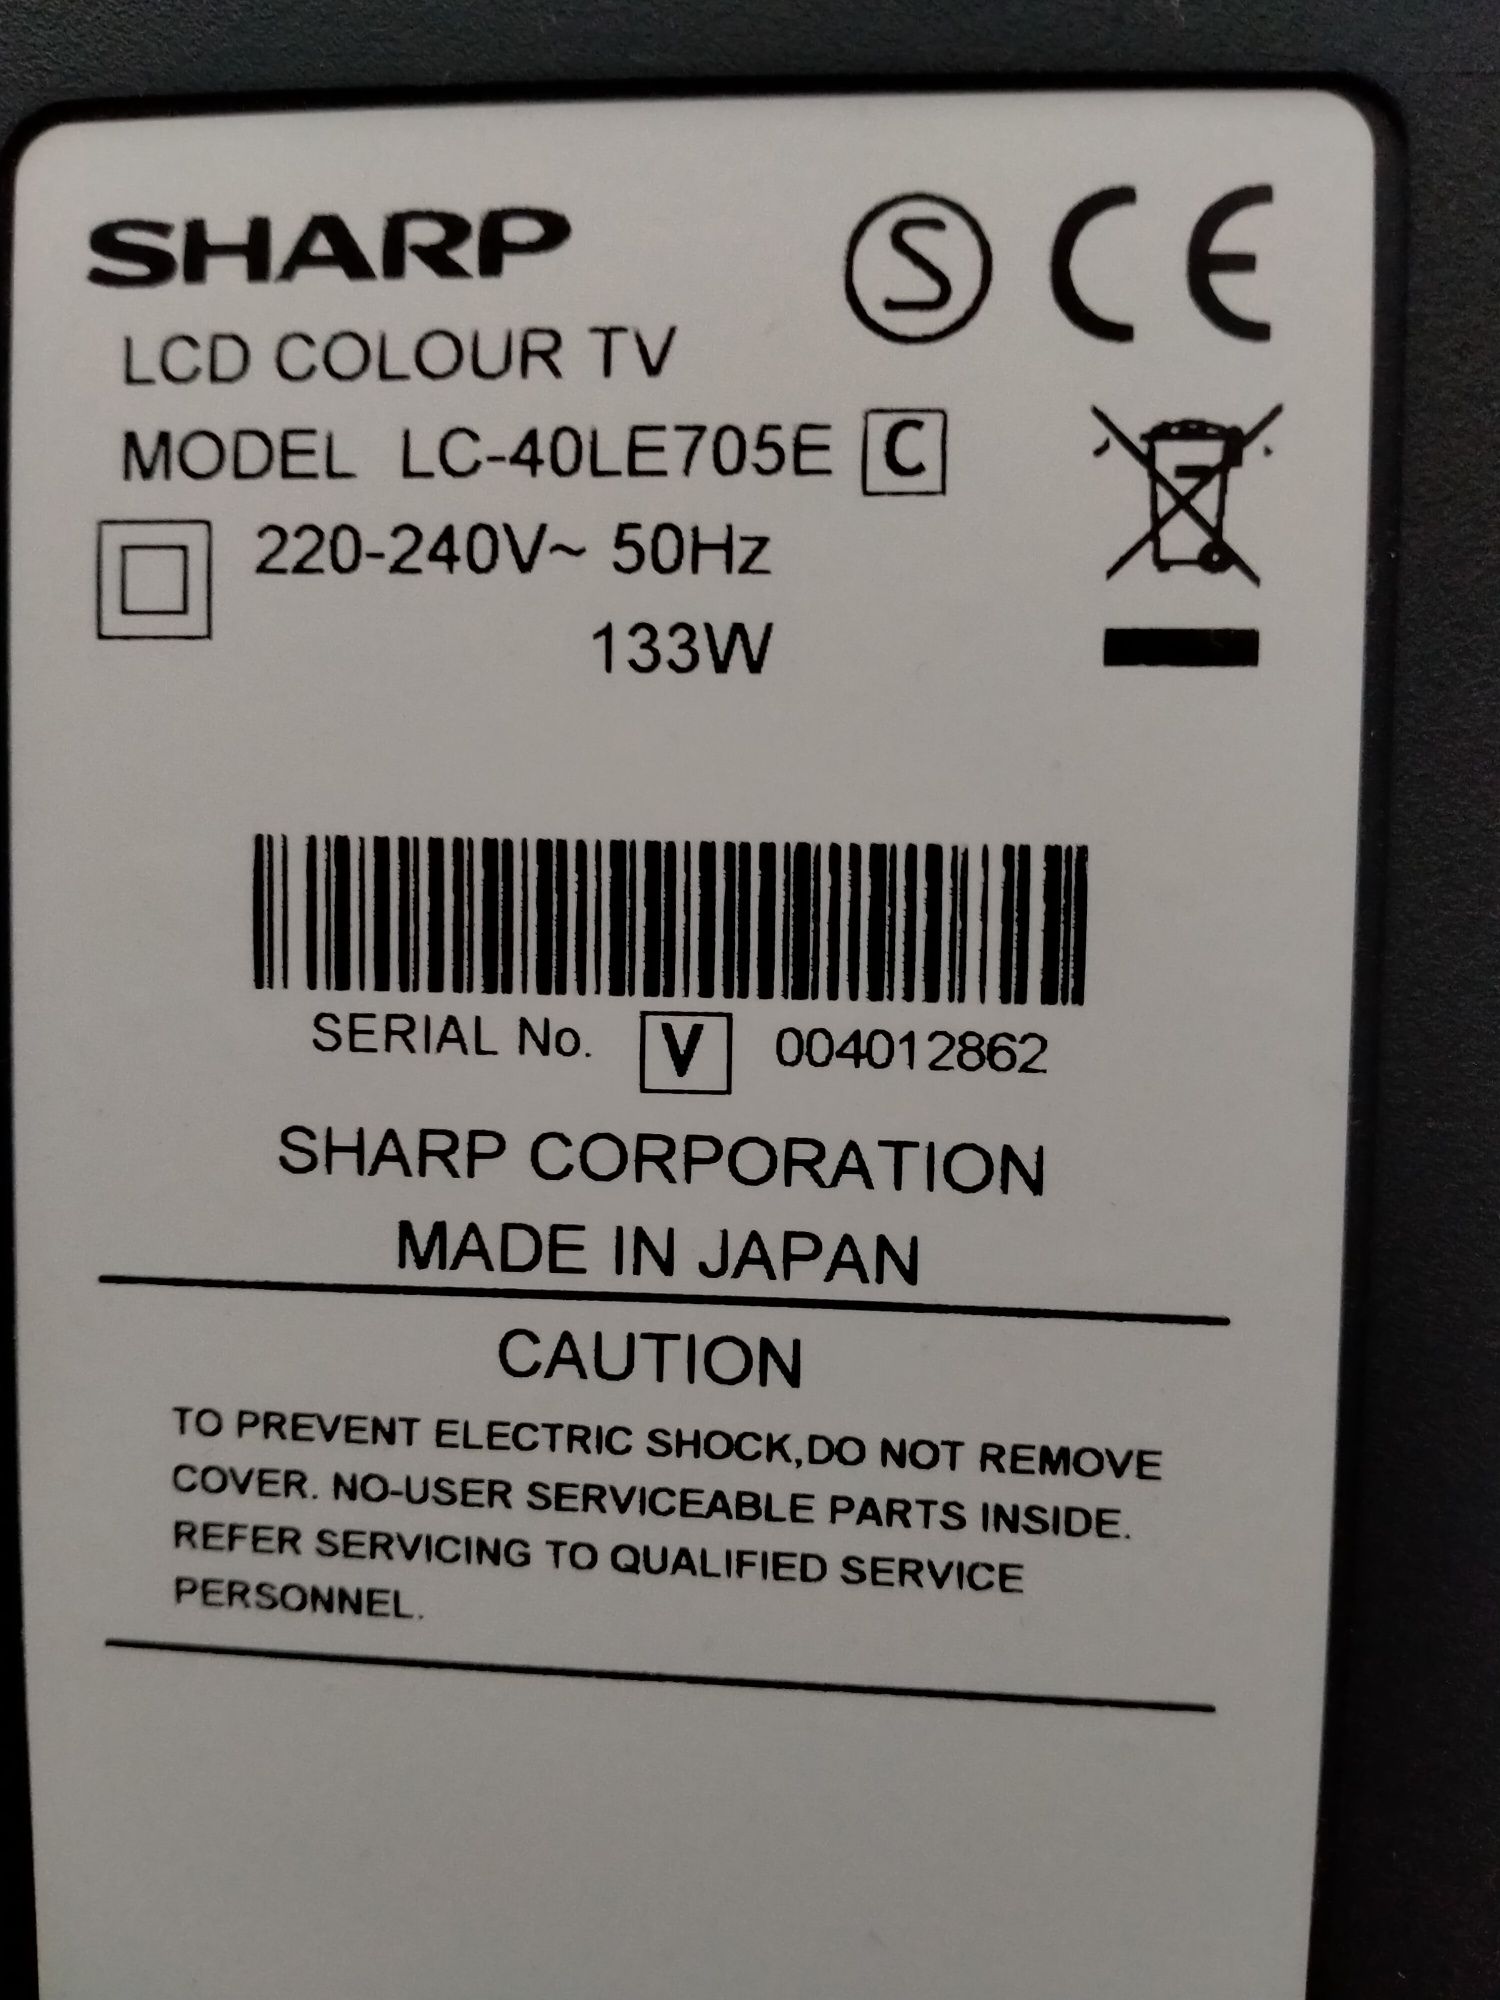 SHARP
S CE
LCD COLOUR TV
MODEL LC-40LE705E C
220-240V~ 50Hz
133W
SERIAL No. V 004012862
SHARP CORPORATION
MADE IN JAPAN
CAUTION
TO PREVENT ELECTRIC SHOCK,DO NOT REMOVE
COVER. NO-USER SERVICEABLE PARTS INSIDE.
REFER SERVICING TO QUALIFIED SERVICE
PERSONNEL.